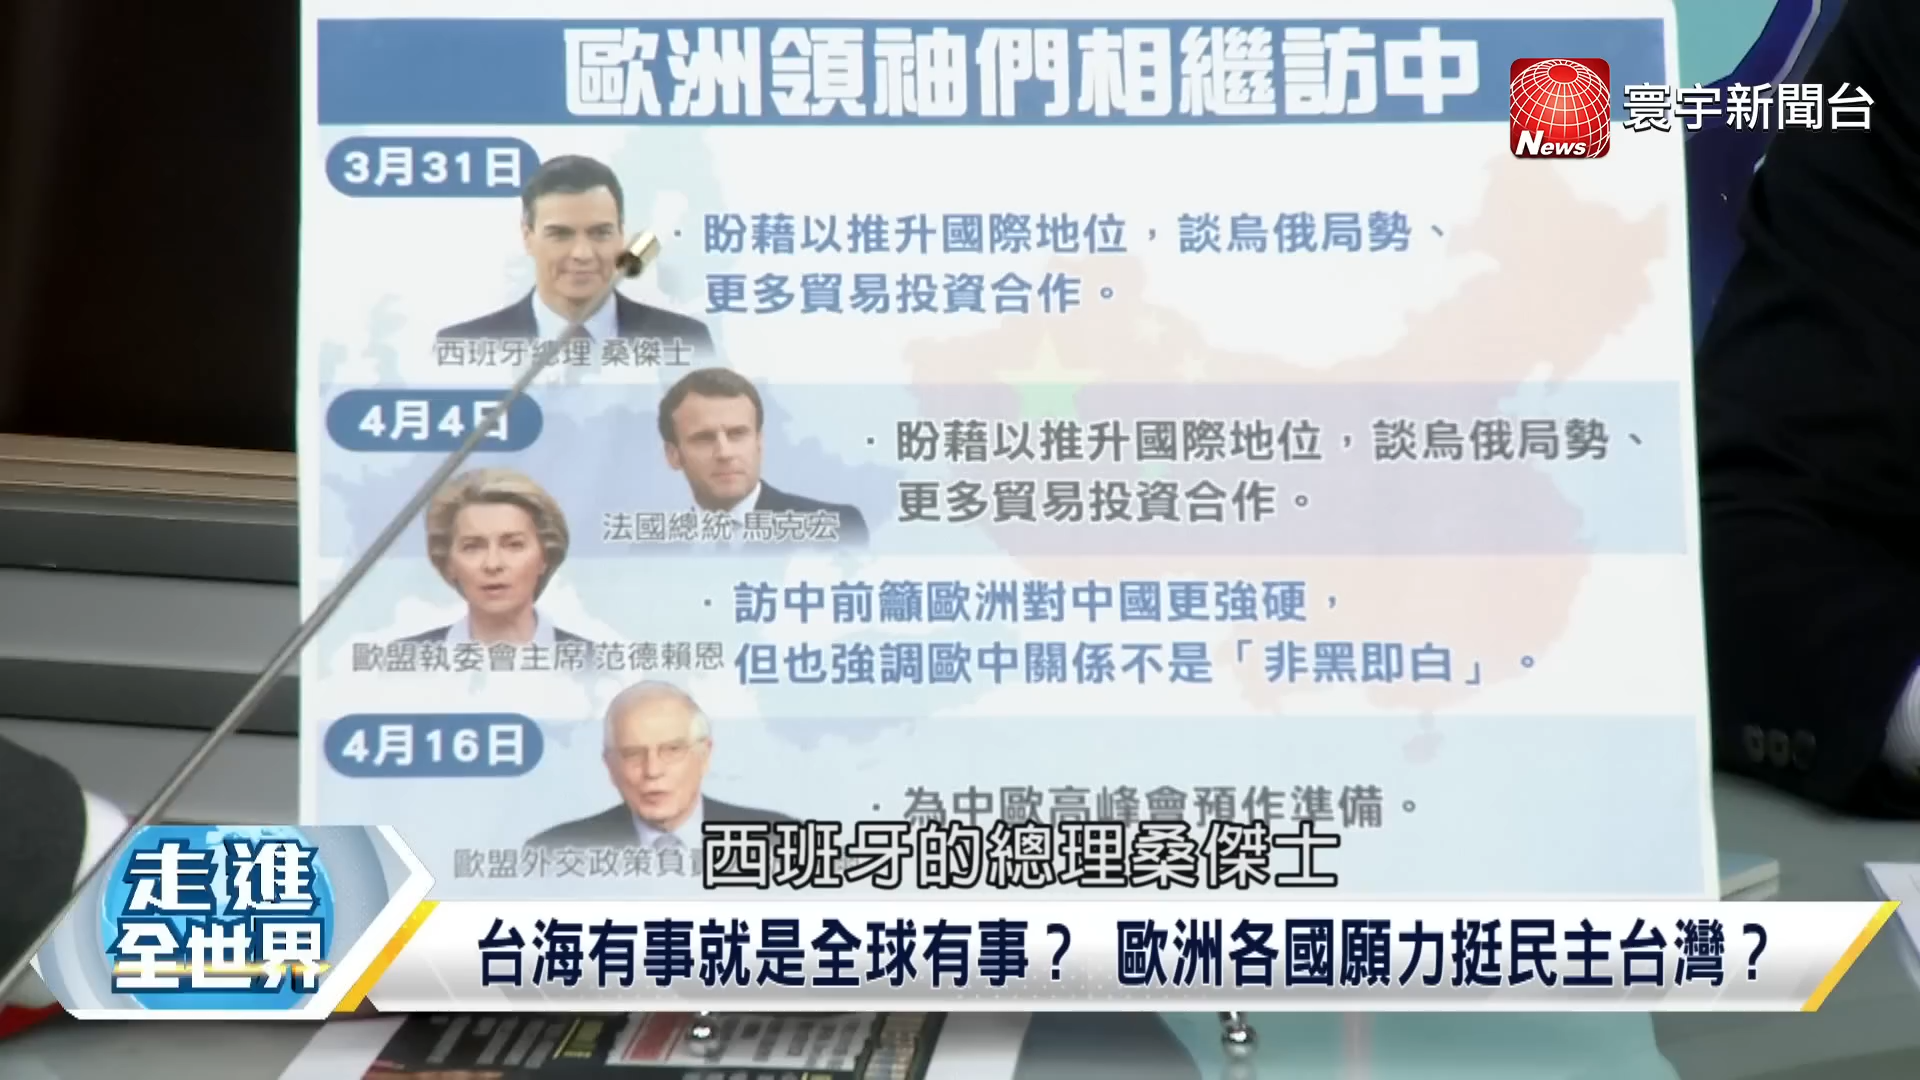 歐洲領袖們相繼訪中
News
寰宇新聞台
3月31日
·盼藉以推升國際地位，談烏俄局勢、
更多貿易投資合作。
西班牙總理 桑傑士
4月4日
·盼藉以推升國際地位，談烏俄局勢、
更多貿易投資合作。
法國總統 馬克宏
·訪中前籲歐洲對中國更強硬，
但也強調歐中關係不是「非黑即白」。
歐盟執委會主席 范德賴恩
4月16日
·為中歐高峰會預作準備。
歐盟外交政策負
西班牙的總理桑傑士
走進
全世界
台海有事就是全球有事？ 歐洲各國願力挺民主台灣？